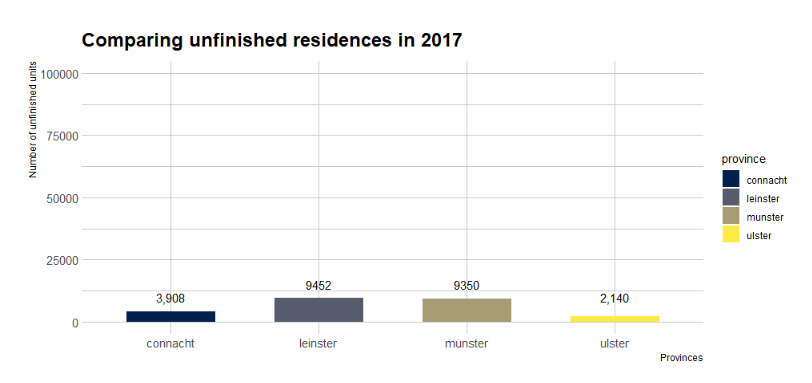 Comparing unfinished residences in 2017
Number of unfinished units
100000
75000
50000
25000
0
3,908
9452
9350
2,140
connacht
leinster
munster
ulster
Provinces
province
connacht
leinster
munster
ulster